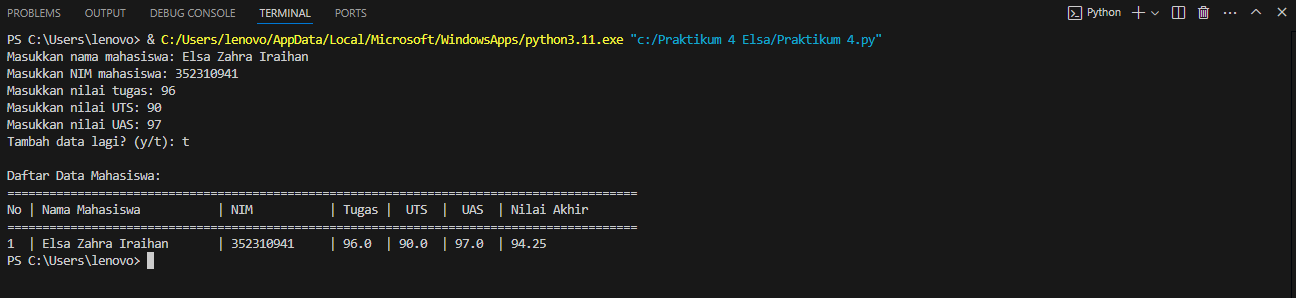 PROBLEMS OUTPUT DEBUG CONSOLE TERMINAL PORTS Python
PS C:\Users\lenovo> & C:/Users/lenovo/AppData/Local/Microsoft/WindowsApps/python3.11.exe "c:/Praktikum 4 Elsa/Praktikum 4.py"
Masukkan nama mahasiswa: Elsa Zahra Iraihan
Masukkan NIM mahasiswa: 352310941
Masukkan nilai tugas: 96
Masukkan nilai UTS: 90
Masukkan nilai UAS: 97
Tambah data lagi? (y/t): t
Daftar Data Mahasiswa:
==========================================================================================
No | Nama Mahasiswa           | NIM           | Tugas |  UTS  |  UAS  | Nilai Akhir
==========================================================================================
1  | Elsa Zahra Iraihan       | 352310941     | 96.0  | 90.0  | 97.0  | 94.25
PS C:\Users\lenovo>